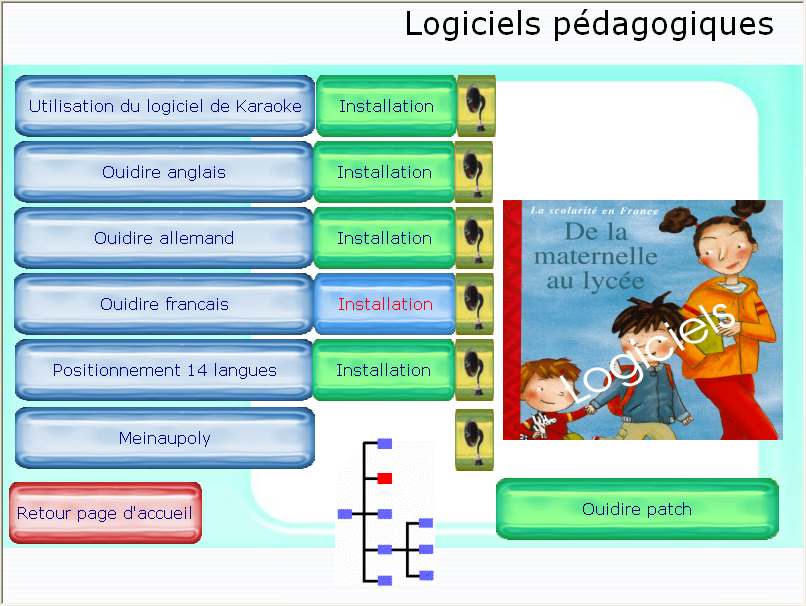 Logiciels pédagogiques
Utilisation du logiciel de Karaoke
Installation
Ouidire anglais
Installation
Ouidire allemand
Installation
Ouidire francais
Installation
Positionnement 14 langues
Installation
Meinaupoly
La scolarité en France
De la
maternelle
au lycée
Logiciels
Retour page d'accueil
Ouidire patch